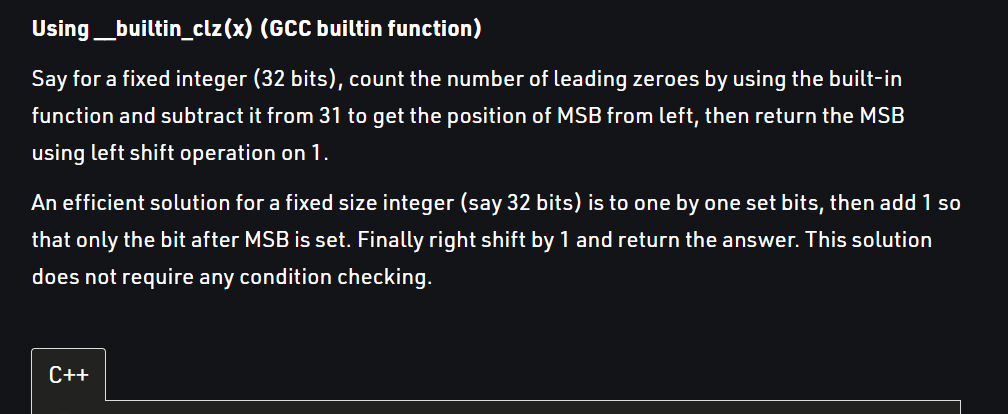 Using __builtin_clz(x) (GCC builtin function)
Say for a fixed integer (32 bits), count the number of leading zeroes by using the built-in
function and subtract it from 31 to get the position of MSB from left, then return the MSB
using left shift operation on 1.
An efficient solution for a fixed size integer (say 32 bits) is to one by one set bits, then add 1 so
that only the bit after MSB is set. Finally right shift by 1 and return the answer. This solution
does not require any condition checking.
C++